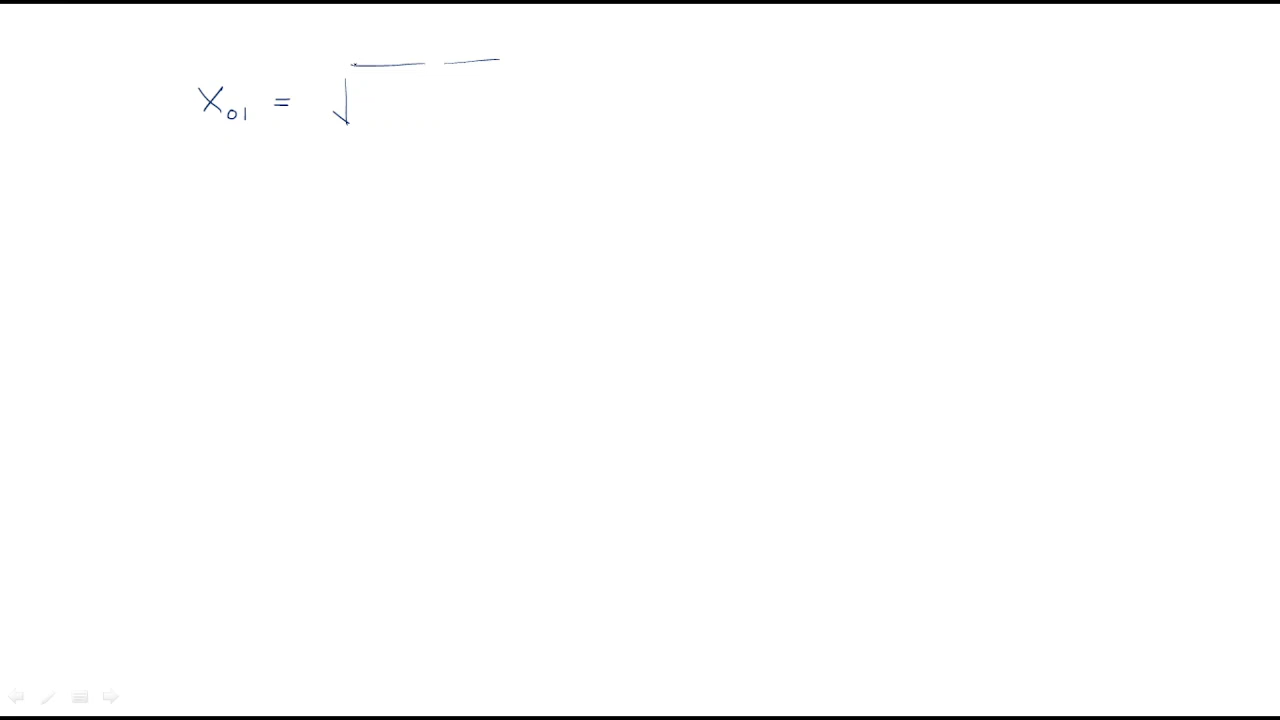 X₀₁ = √